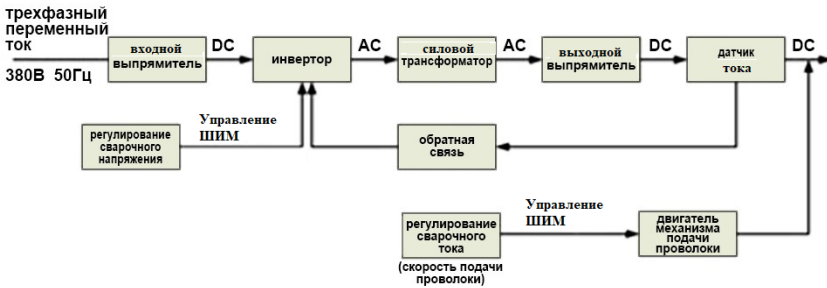 трехфазный
переменный
ток
380В 50Гц
входной
выпрямитель
DC
инвертор
AC
силовой
трансформатор
AC
выходной
выпрямитель
DC
датчик
тока
DC
регулирование
сварочного
напряжения
Управление
ШИМ
обратная
связь
регулирование
сварочного
тока
(скорость подачи
проволоки)
Управление
ШИМ
двигатель
механизма
подачи
проволоки